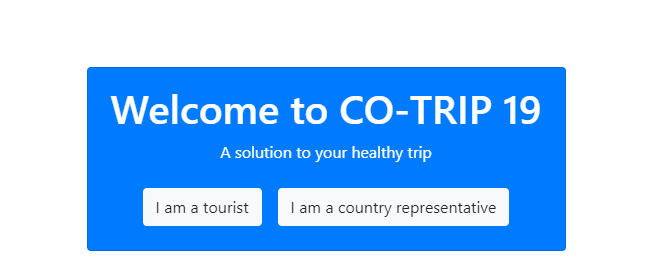 Welcome to CO-TRIP 19
A solution to your healthy trip
I am a tourist
I am a country representative